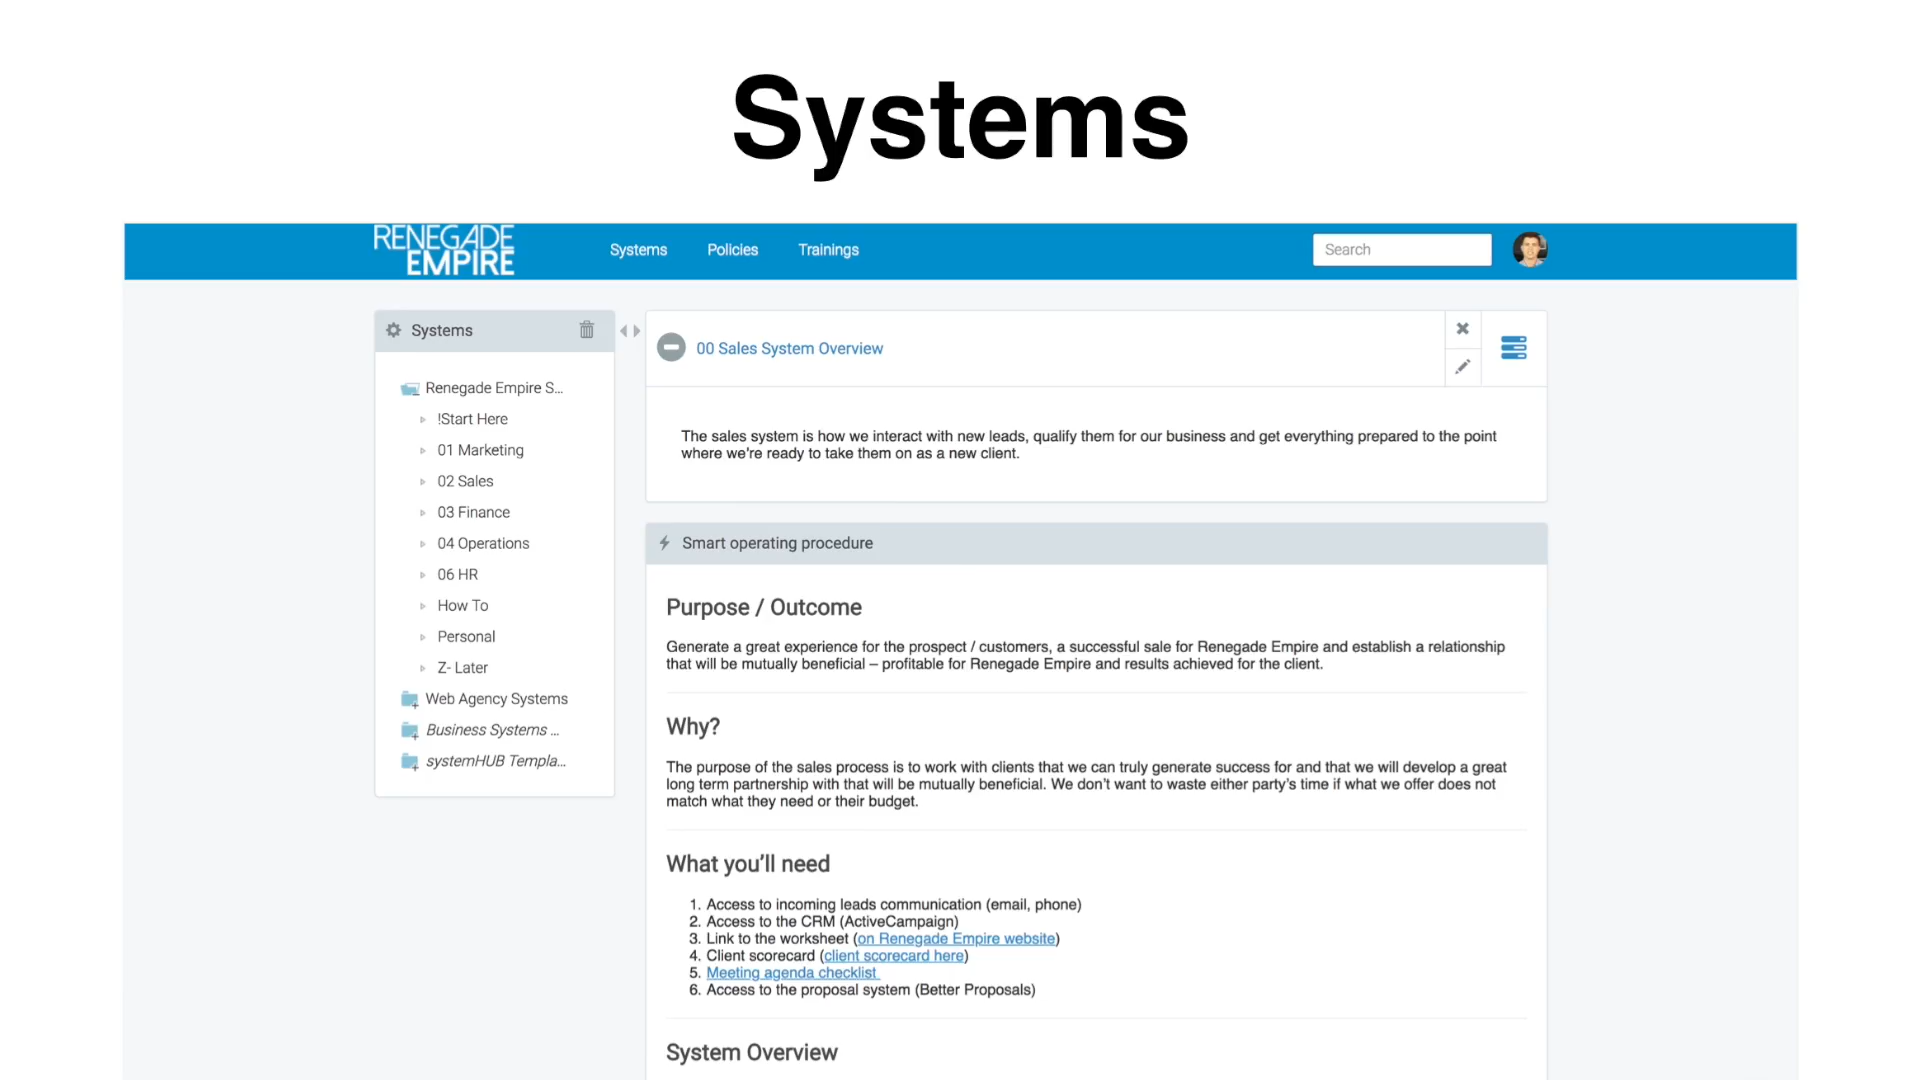 Systems
RENEGADE
EMPIRE
Systems
Policies
Trainings
Search
Systems
Renegade Empire S...
!Start Here
01 Marketing
02 Sales
03 Finance
04 Operations
06 HR
How To
Personal
Z- Later
Web Agency Systems
Business Systems ...
systemHUB Templa...
00 Sales System Overview
The sales system is how we interact with new leads, qualify them for our business and get everything prepared to the point
where we're ready to take them on as a new client.
Smart operating procedure
Purpose / Outcome
Generate a great experience for the prospect / customers, a successful sale for Renegade Empire and establish a relationship
that will be mutually beneficial – profitable for Renegade Empire and results achieved for the client.
Why?
The purpose of the sales process is to work with clients that we can truly generate success for and that we will develop a great
long term partnership with that will be mutually beneficial. We don’t want to waste either party’s time if what we offer does not
match what they need or their budget.
What you’ll need
1. Access to incoming leads communication (email, phone)
2. Access to the CRM (ActiveCampaign)
3. Link to the worksheet (on Renegade Empire website)
4. Client scorecard (client scorecard here)
5. Meeting agenda checklist
6. Access to the proposal system (Better Proposals)
System Overview